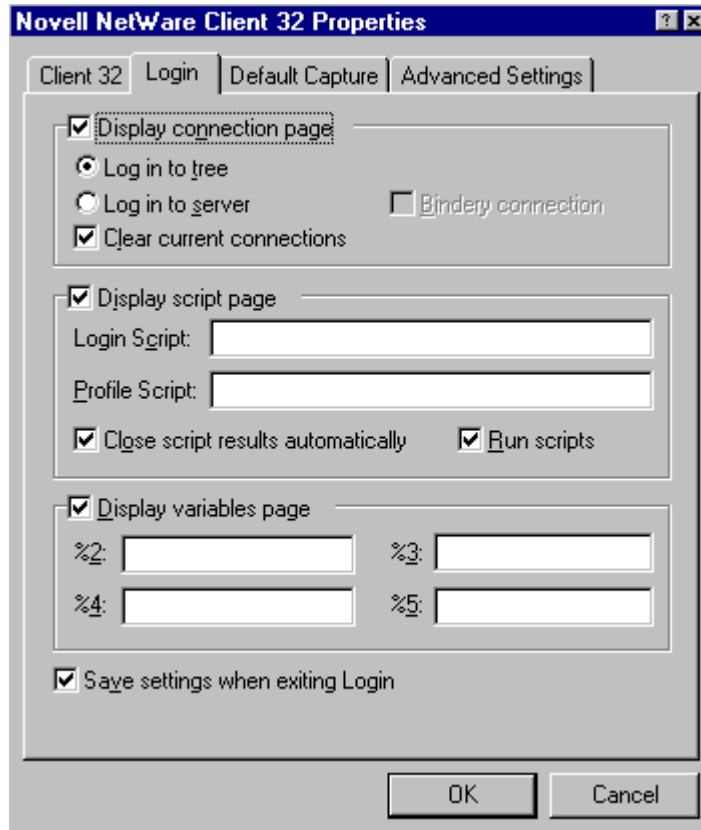 Novell NetWare Client 32 Properties
Client 32 Login Default Capture Advanced Settings
Display connection page
Log in to tree
Log in to server Bindery connection
Clear current connections
Display script page
Login Script:
Profile Script:
Close script results automatically Run scripts
Display variables page
%2: %3:
%4: %5:
Save settings when exiting Login
OK Cancel